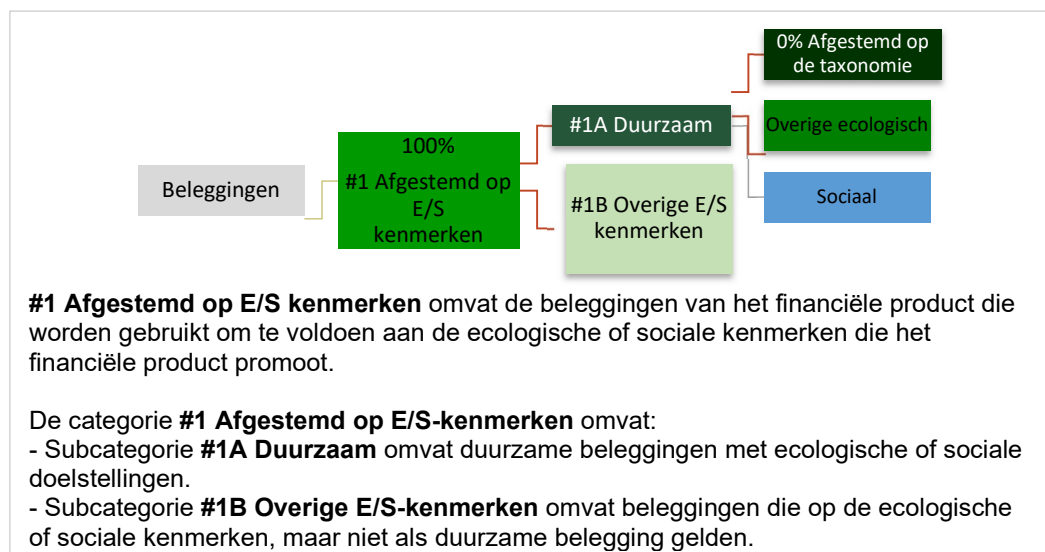 0% Afgestemd op
de taxonomie
#1A Duurzaam
Overige ecologisch
100%
#1 Afgestemd op
E/S
kenmerken
Beleggingen
#1B Overige E/S
kenmerken
Sociaal
#1 Afgestemd op E/S kenmerken omvat de beleggingen van het financiële product die
worden gebruikt om te voldoen aan de ecologische of sociale kenmerken die het
financiële product promoot.
De categorie #1 Afgestemd op E/S-kenmerken omvat:
- Subcategorie #1A Duurzaam omvat duurzame beleggingen met ecologische of sociale
doelstellingen.
- Subcategorie #1B Overige E/S-kenmerken omvat beleggingen die op de ecologische
of sociale kenmerken, maar niet als duurzame belegging gelden.